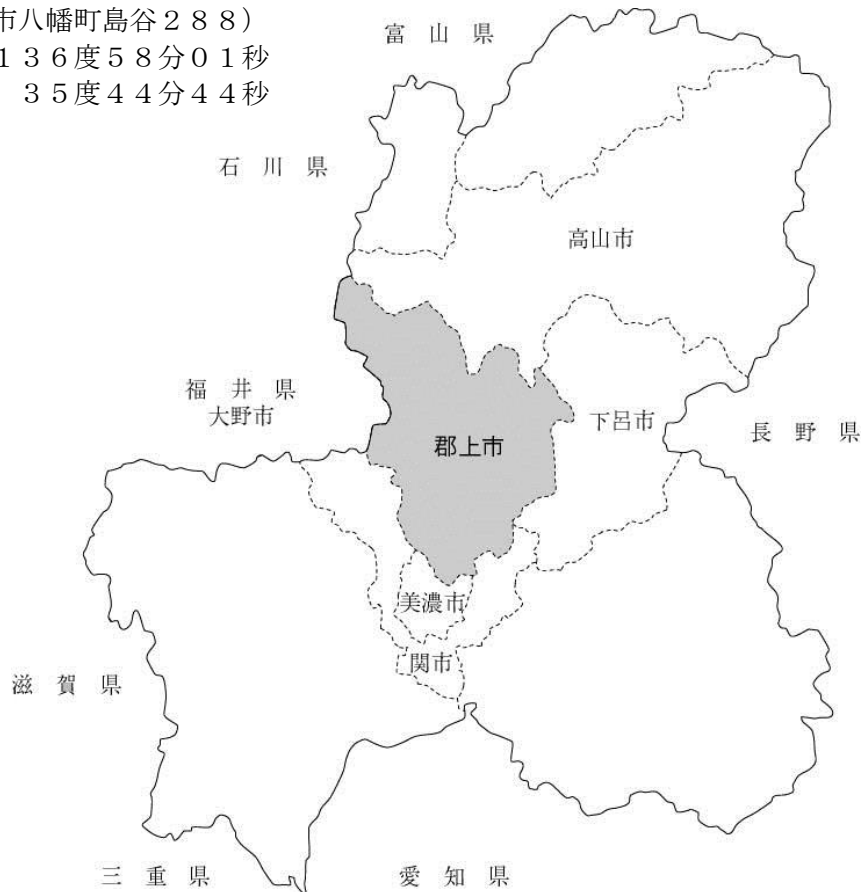 市八幡町島谷２８８）
１３６度５８分０１秒
３５度４４分４４秒
富山県
石川県
高山市
福井県
大野市
下呂市
長野県
郡上市
美濃市
関市
滋賀県
三重県
愛知県